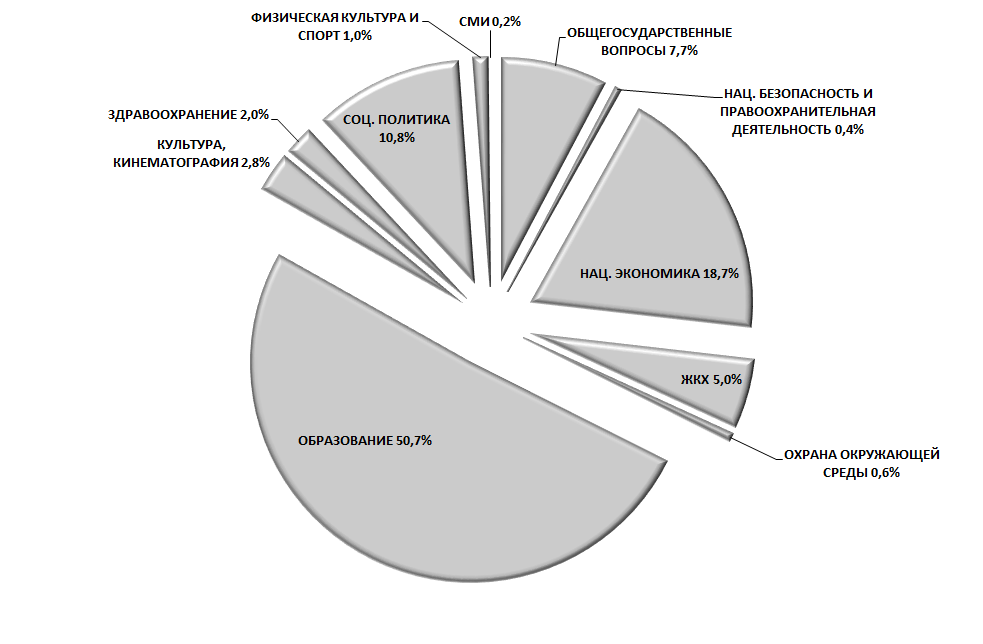 ФИЗИЧЕСКАЯ КУЛЬТУРА И
СПОРТ 1,0%
СМИ 0,2%
ОБЩЕГОСУДАРСТВЕННЫЕ
ВОПРОСЫ 7,7%
НАЦ. БЕЗОПАСНОСТЬ И
ПРАВООХРАНИТЕЛЬНАЯ
ДЕЯТЕЛЬНОСТЬ 0,4%
ЗДРАВООХРАНЕНИЕ 2,0%
СОЦ. ПОЛИТИКА
10,8%
КУЛЬТУРА,
КИНЕМАТОГРАФИЯ 2,8%
НАЦ. ЭКОНОМИКА 18,7%
ЖКХ 5,0%
ОБРАЗОВАНИЕ 50,7%
ОХРАНА ОКРУЖАЮЩЕЙ
СРЕДЫ 0,6%